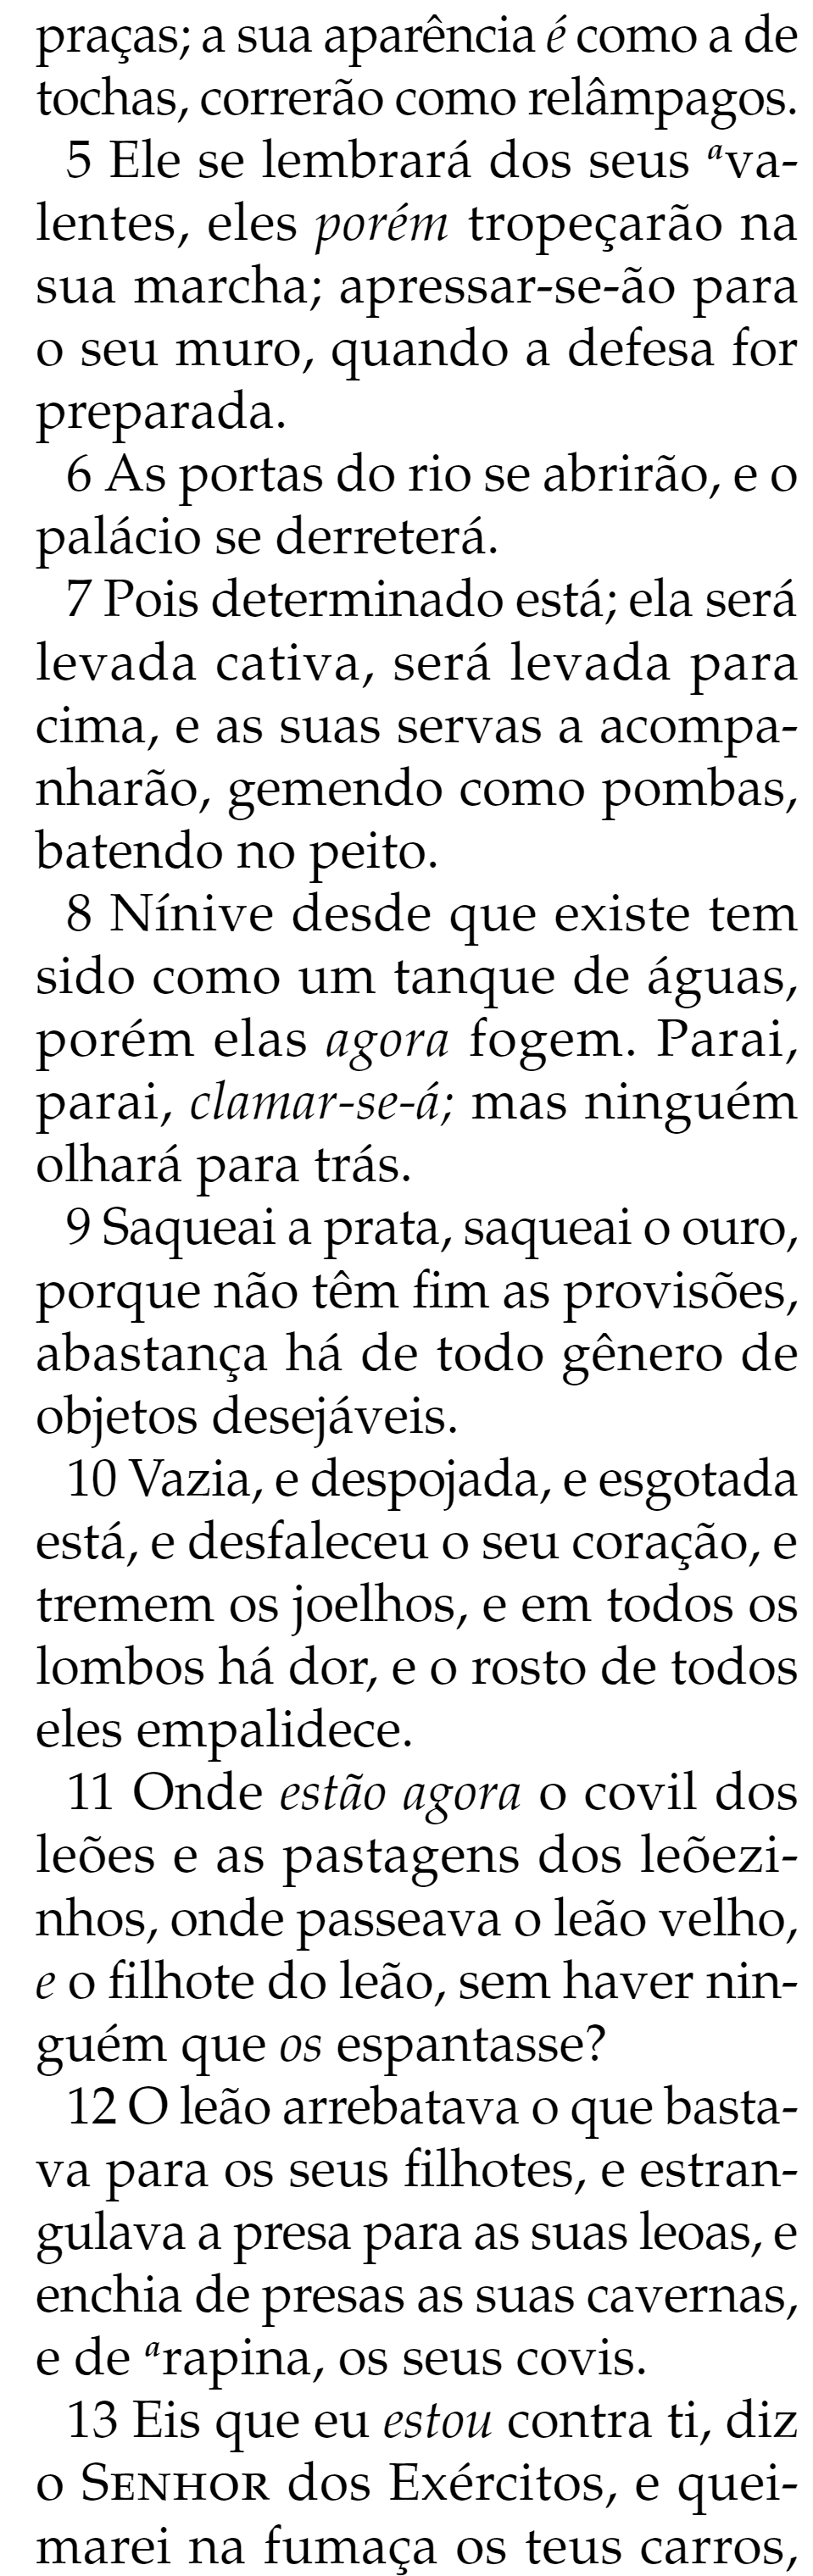 praças; a sua aparência é como a de
tochas, correrão como relâmpagos.
5 Ele se lembrará dos seus ᵃva-
lentes, eles porém tropeçarão na
sua marcha; apressar-se-ão para
o seu muro, quando a defesa for
preparada.
6 As portas do rio se abrirão, e o
palácio se derreterá.
7 Pois determinado está; ela será
levada cativa, será levada para
cima, e as suas servas a acompa-
nharão, gemendo como pombas,
batendo no peito.
8 Nínive desde que existe tem
sido como um tanque de águas,
porém elas agora fogem. Parai,
parai, clamar-se-á; mas ninguém
olhará para trás.
9 Saqueai a prata, saqueai o ouro,
porque não têm fim as provisões,
abastança há de todo gênero de
objetos desejáveis.
10 Vazia, e despojada, e esgotada
está, e desfaleceu o seu coração, e
tremem os joelhos, e em todos os
lombos há dor, e o rosto de todos
eles empalidece.
11 Onde estão agora o covil dos
leões e as pastagens dos leõezi-
nhos, onde passeava o leão velho,
e o filhote do leão, sem haver nin-
guém que os espantasse?
12 O leão arrebatava o que basta-
va para os seus filhotes, e estran-
gulava a presa para as suas leoas, e
enchia de presas as suas cavernas,
e de ᵃrapina, os seus covis.
13 Eis que eu estou contra ti, diz
o SENHOR dos Exércitos, e quei-
marei na fumaça os teus carros,